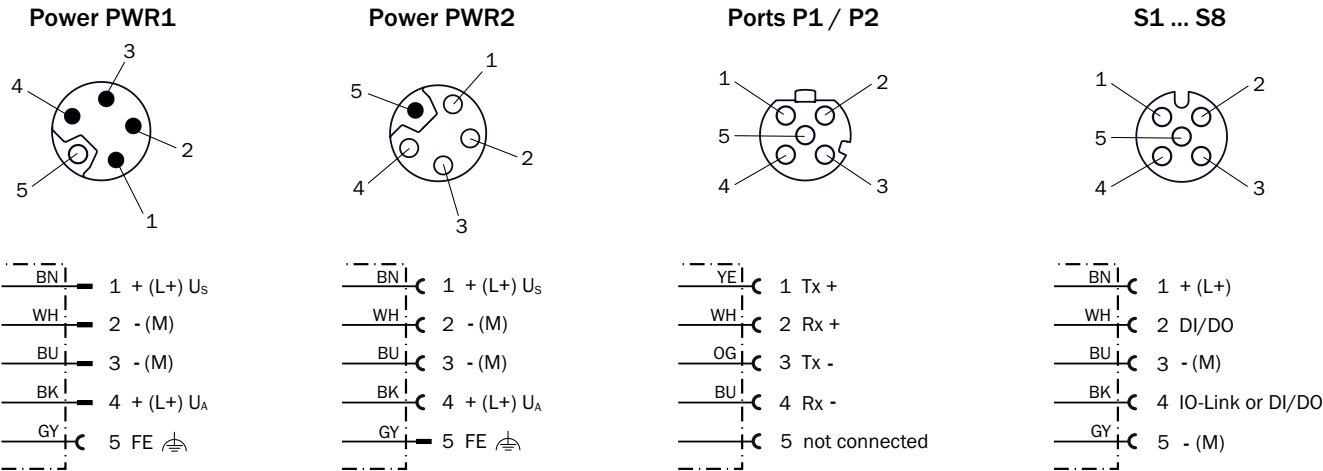 Power PWR1
3
4
2
5
1
BN 1 + (L+) Us
WH 2 - (M)
BU 3 - (M)
BK 4 + (L+) UA
GY 5 FE
Power PWR2
1
5
2
4
3
BN 1 + (L+) Us
WH 2 - (M)
BU 3 - (M)
BK 4 + (L+) UA
GY 5 FE
Ports P1 / P2
1 2
5
4 3
YE 1 Tx +
WH 2 Rx +
OG 3 Tx -
BU 4 Rx -
5 not connected
S1 ... S8
1 2
5
4 3
BN 1 + (L+)
WH 2 DI/DO
BU 3 - (M)
BK 4 IO-Link or DI/DO
GY 5 - (M)